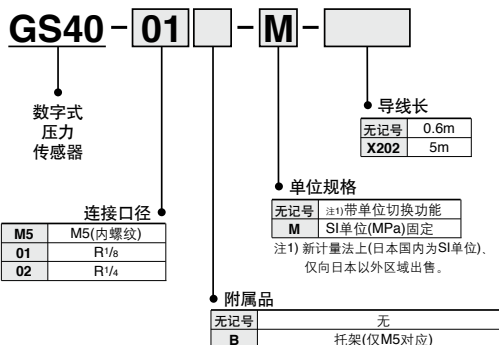 GS40-01 -M-
数字式
压力
传感器
导线长
无记号 0.6m
X202 5m
单位规格
无记号 注1)带单位切换功能
M SI单位(MPa)固定
注1) 新计量法上(日本国内为SI单位)、
仅向日本以外区域出售。
连接口径
M5 M5(内螺纹)
01 R1/8
02 R1/4
附属品
无记号 无
B 托架(仅M5对应)